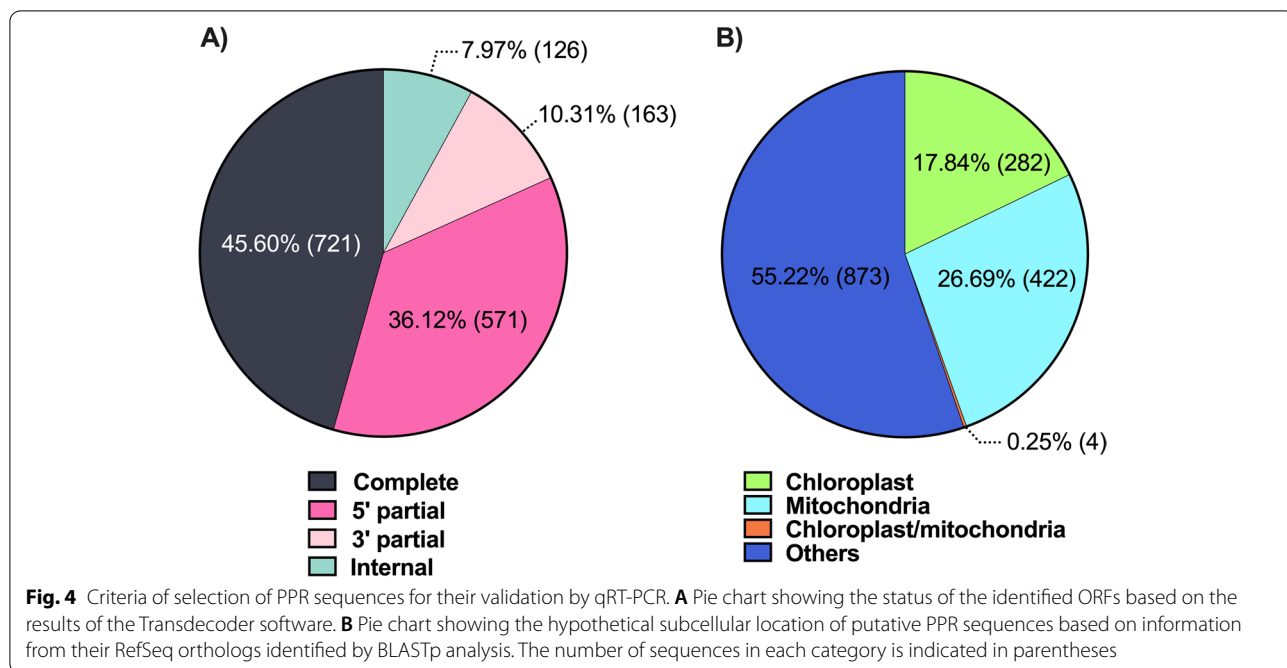 A)
7.97% (126)
10.31% (163)
45.60% (721)
36.12% (571)
Complete
5' partial
3' partial
Internal
B)
17.84% (282)
55.22% (873)
26.69% (422)
0.25% (4)
Chloroplast
Mitochondria
Chloroplast/mitochondria
Others
Fig. 4 Criteria of selection of PPR sequences for their validation by qRT-PCR. A Pie chart showing the status of the identified ORFs based on the
results of the Transdecoder software. B Pie chart showing the hypothetical subcellular location of putative PPR sequences based on information
from their RefSeq orthologs identified by BLASTp analysis. The number of sequences in each category is indicated in parentheses